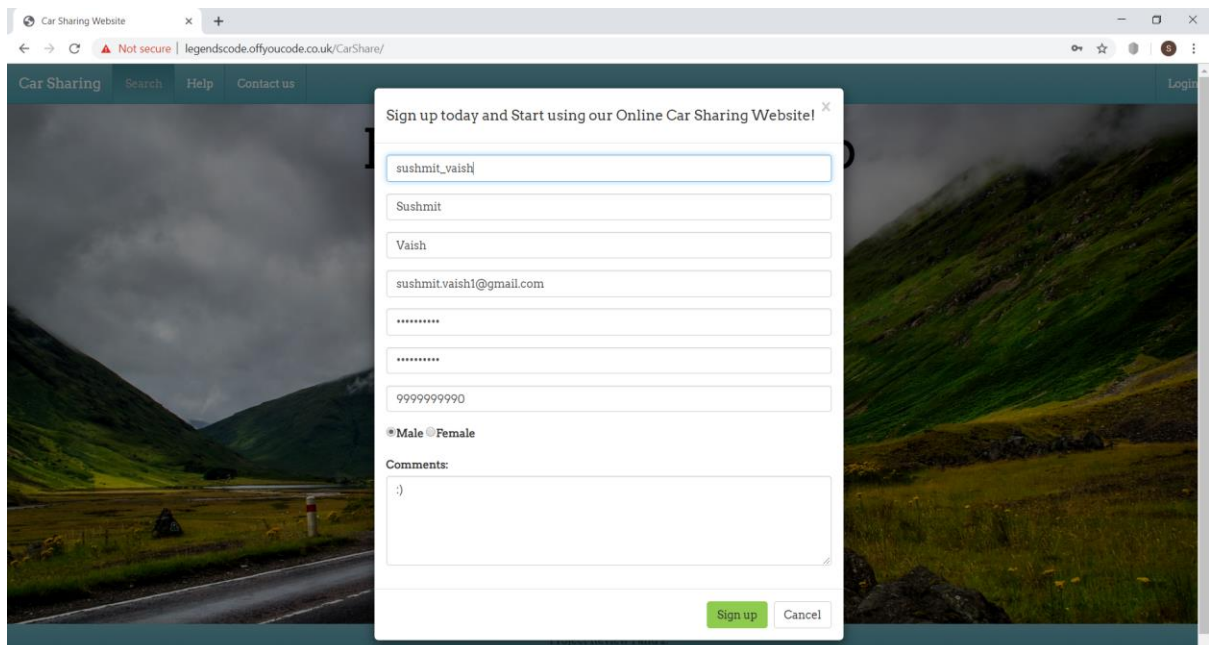 Car Sharing Website × +
Not secure | legendscode.offyoucode.co.uk/CarShare/
S
Car Sharing Search Help Contact us Login
Sign up today and Start using our Online Car Sharing Website! ×
sushmit_vaish
Sushmit
Vaish
sushmit.vaish1@gmail.com
••••••••••
••••••••••
9999999990
Male Female
Comments:
:)
Sign up Cancel